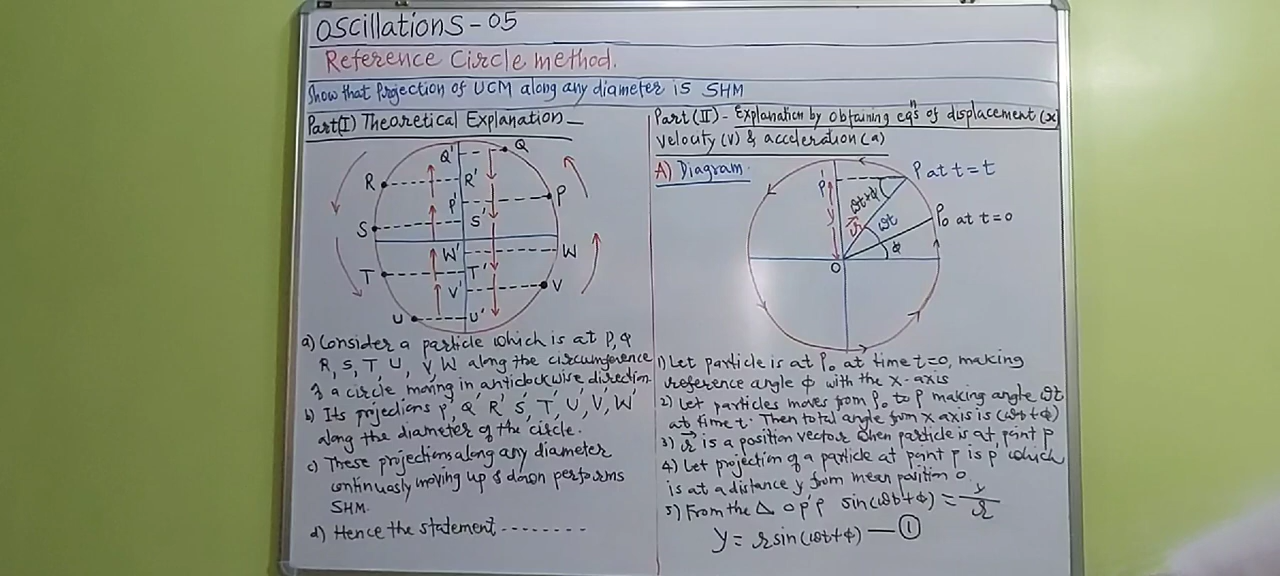 Oscillations - 05
Reference Circle method.
Show that Projection of UCM along any diameter is SHM
Part(I) Theoretical Explanation -
Q' Q
R R'
P' P
S S'
W' W
T T'
V' V
U U'
a) Consider a particle which is at P, Q
R, S, T, U, V, W along the circumference
of a circle moving in anticlockwise direction
b) Its projections P', Q' R' S', T', U', V', W'
along the diameter of the circle.
c) These projections along any diameter
continuously moving up & down performs
SHM.
d) Hence the statement --------
Part (II) - Explanation by obtaining eqⁿs of displacement (x)
velocity (v) & acceleration (a)
A) Diagram
P' P at t = t
ωt+φ
y r⃗ ωt P₀ at t=0
φ
O
1) Let particle is at P₀ at time t=0, making
reference angle φ with the x-axis
2) Let particles moves from P₀ to P making angle ωt
at time t. Then total angle from x axis is (ωt+φ)
3) r⃗ is a position vector when particle is at point P
4) Let projection of a particle at point P is P' which
is at a distance y from mean position O.
5) From the Δ OP'P sin(ωt+φ) = y/r
y = r sin(ωt+φ) — ①